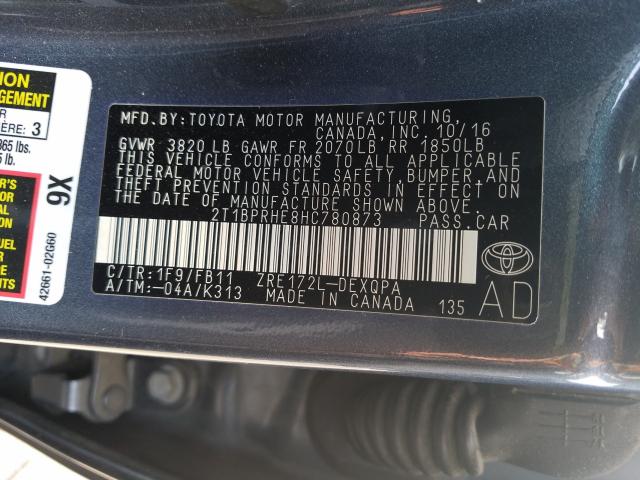 ION
GEMENT
R
ÈRE: 3
865 lbs.
5 lb.
9X
42661-02G60
MFD. BY: TOYOTA MOTOR MANUFACTURING,
CANADA, INC. 10/16
GVWR 3820 LB GAWR FR 2070LB RR 1850LB
THIS VEHICLE CONFORMS TO ALL APPLICABLE
FEDERAL MOTOR VEHICLE SAFETY, BUMPER, AND
THEFT PREVENTION STANDARDS IN EFFECT ON
THE DATE OF MANUFACTURE SHOWN ABOVE.
2T1BPRHE8HC780873 PASS. CAR
C/TR: 1F9/FB11 ZRE172L-DEXQPA
A/TM: -04A/K313 MADE IN CANADA 135
AD